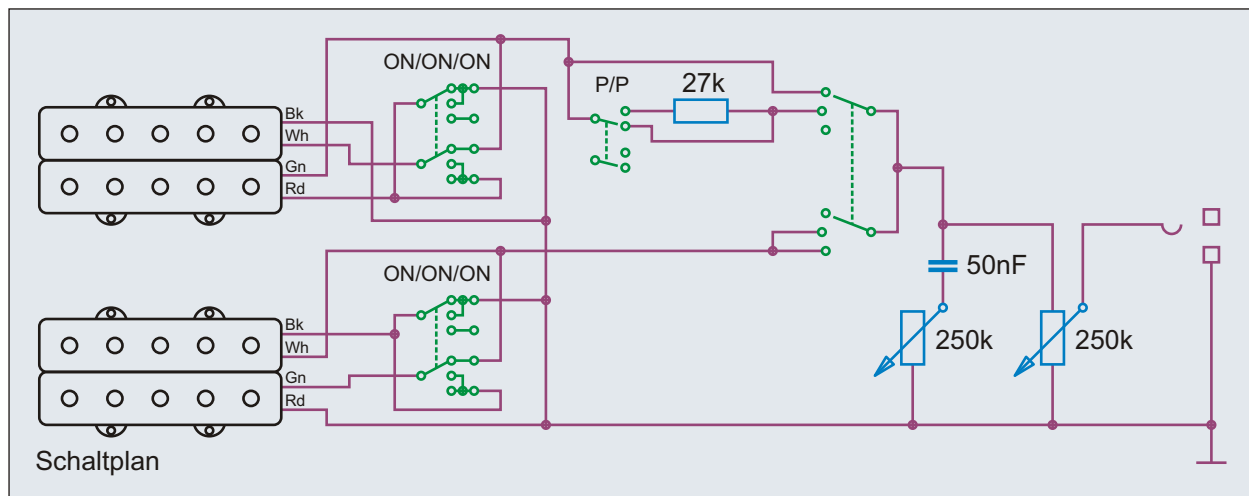 ON/ON/ON
P/P
27k
Bk
Wh
Gn
Rd
ON/ON/ON
50nF
Bk
Wh
250k
250k
Gn
Rd
Schaltplan